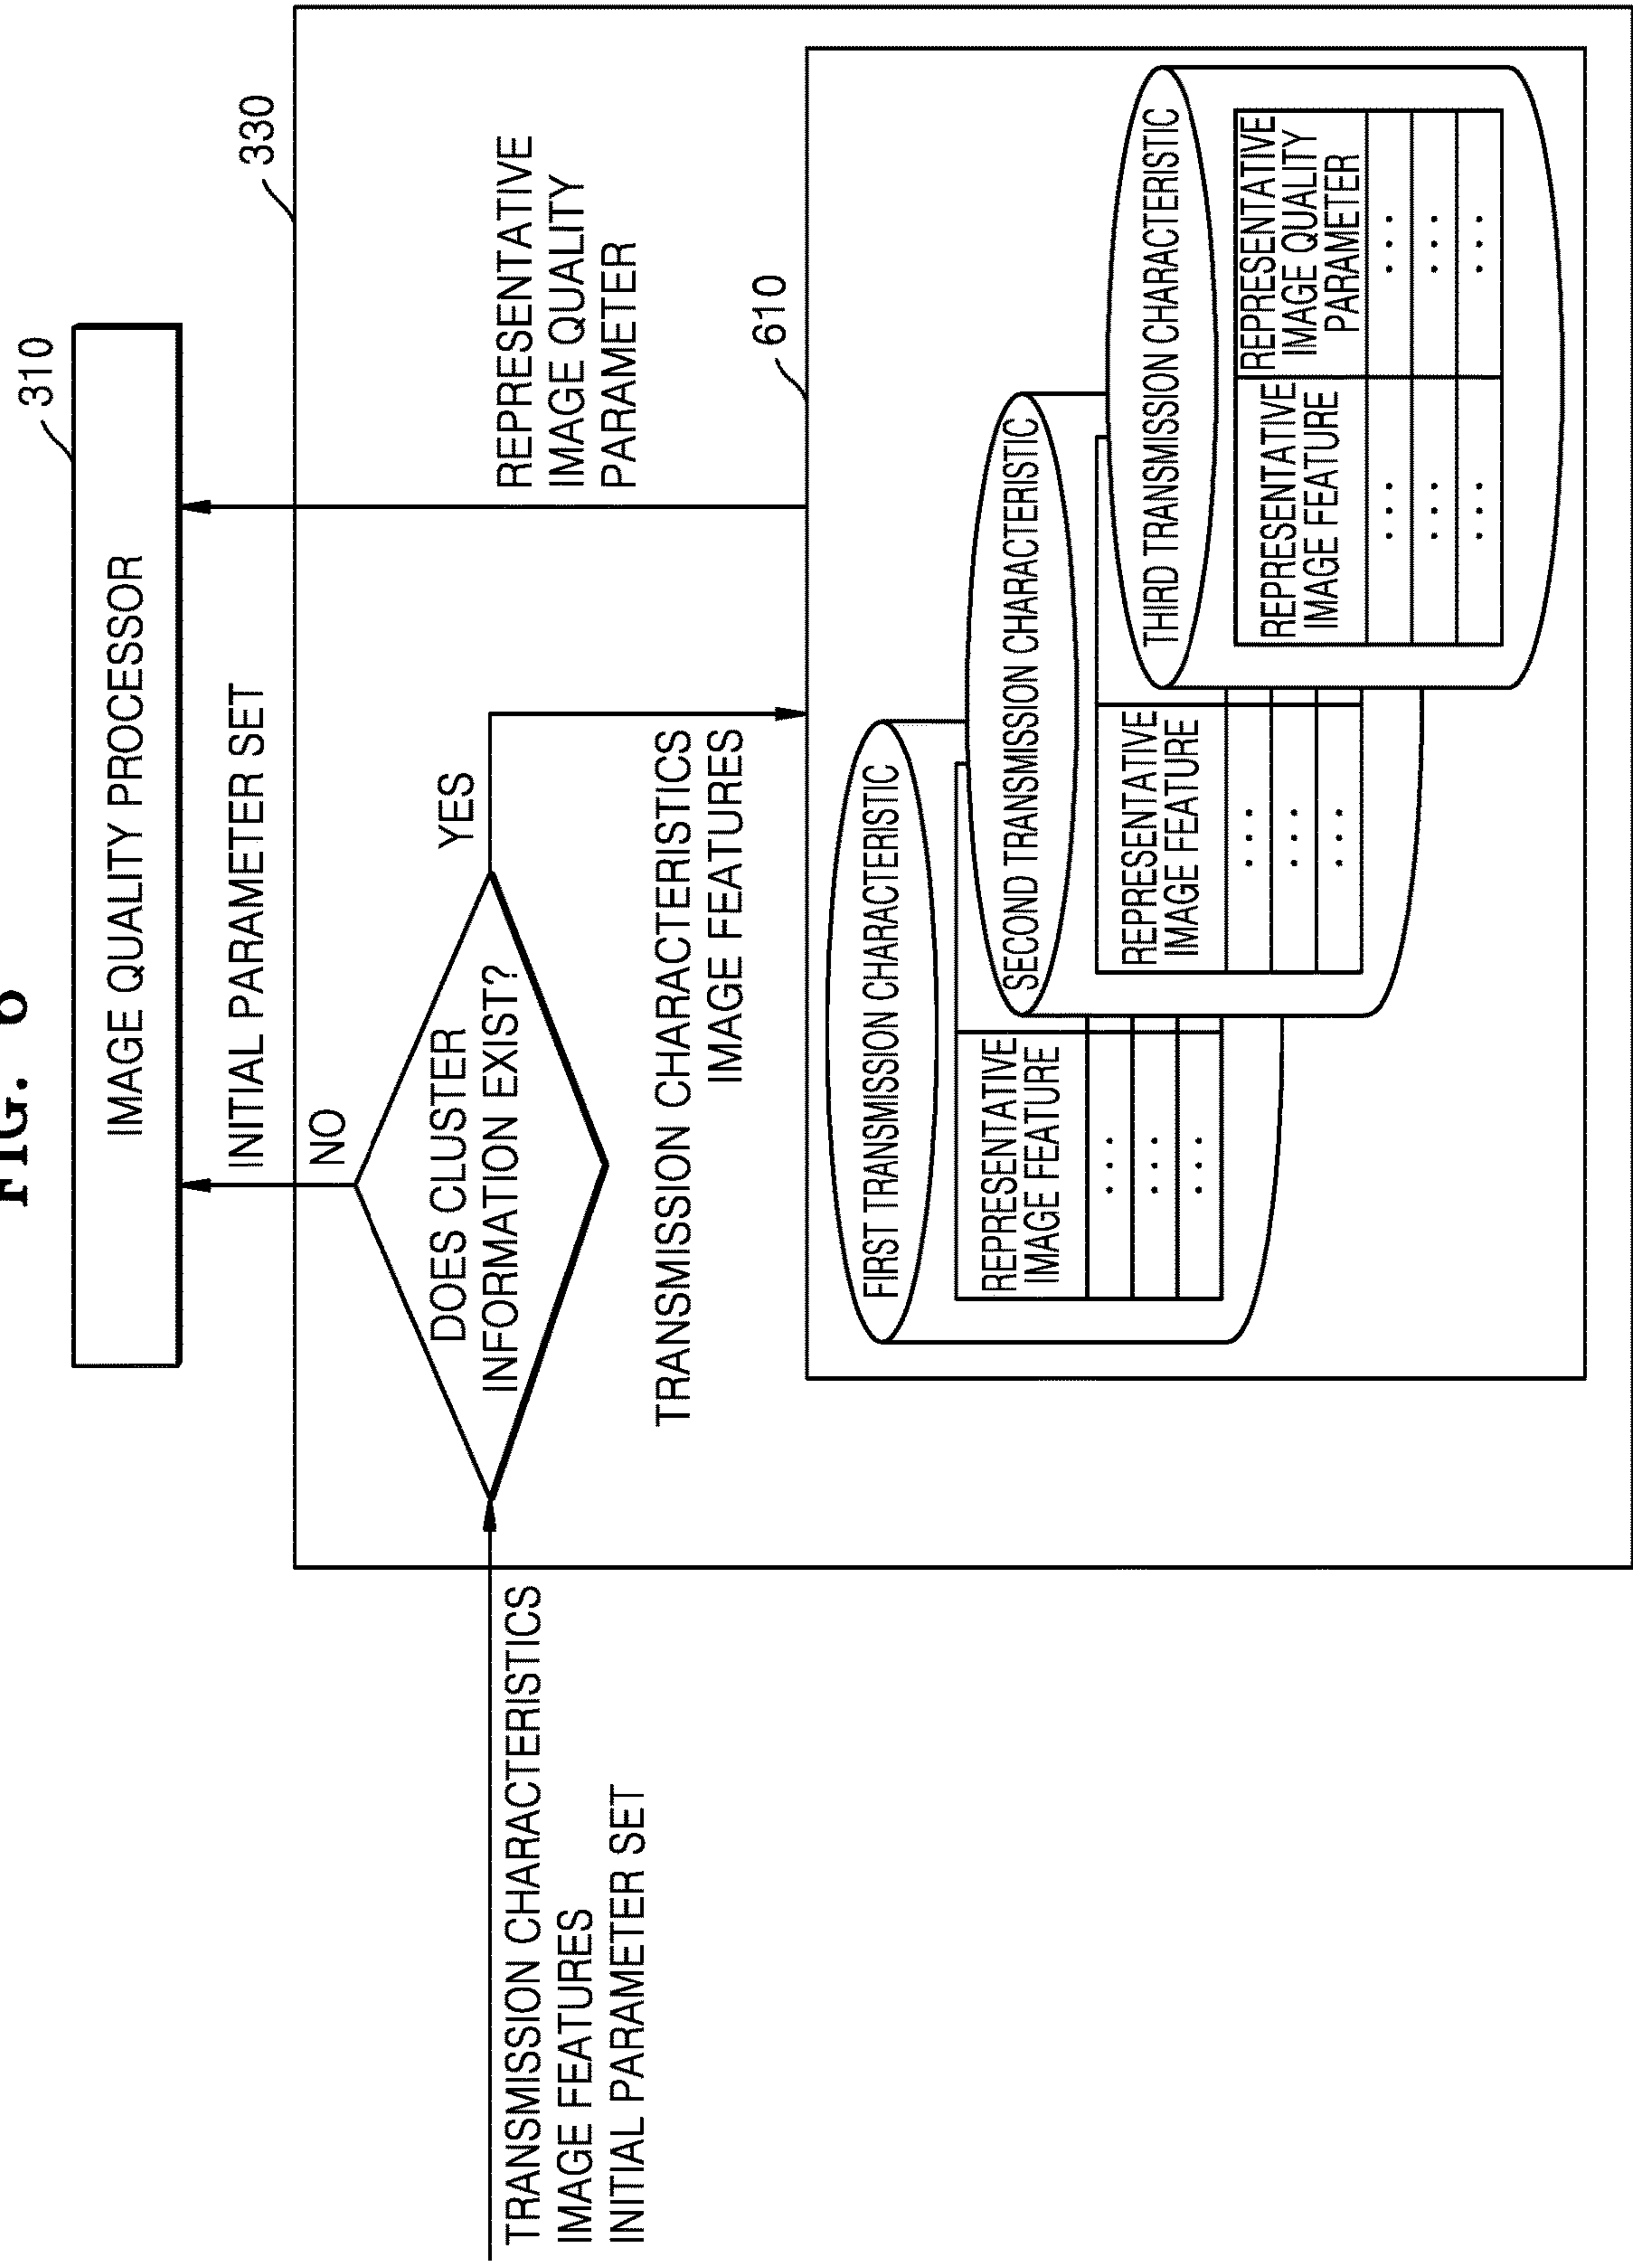 FIG. 6
310
IMAGE QUALITY PROCESSOR
INITIAL PARAMETER SET
330
NO
YES
DOES CLUSTER
INFORMATION EXIST?
REPRESENTATIVE
IMAGE QUALITY
PARAMETER
TRANSMISSION CHARACTERISTICS
IMAGE FEATURES
INITIAL PARAMETER SET
TRANSMISSION CHARACTERISTICS
IMAGE FEATURES
610
FIRST TRANSMISSION CHARACTERISTIC
REPRESENTATIVE
IMAGE FEATURE
...
...
...
SECOND TRANSMISSION CHARACTERISTIC
REPRESENTATIVE
IMAGE FEATURE
...
...
...
THIRD TRANSMISSION CHARACTERISTIC
REPRESENTATIVE
IMAGE FEATURE
REPRESENTATIVE
IMAGE QUALITY
PARAMETER
... ...
... ...
... ...